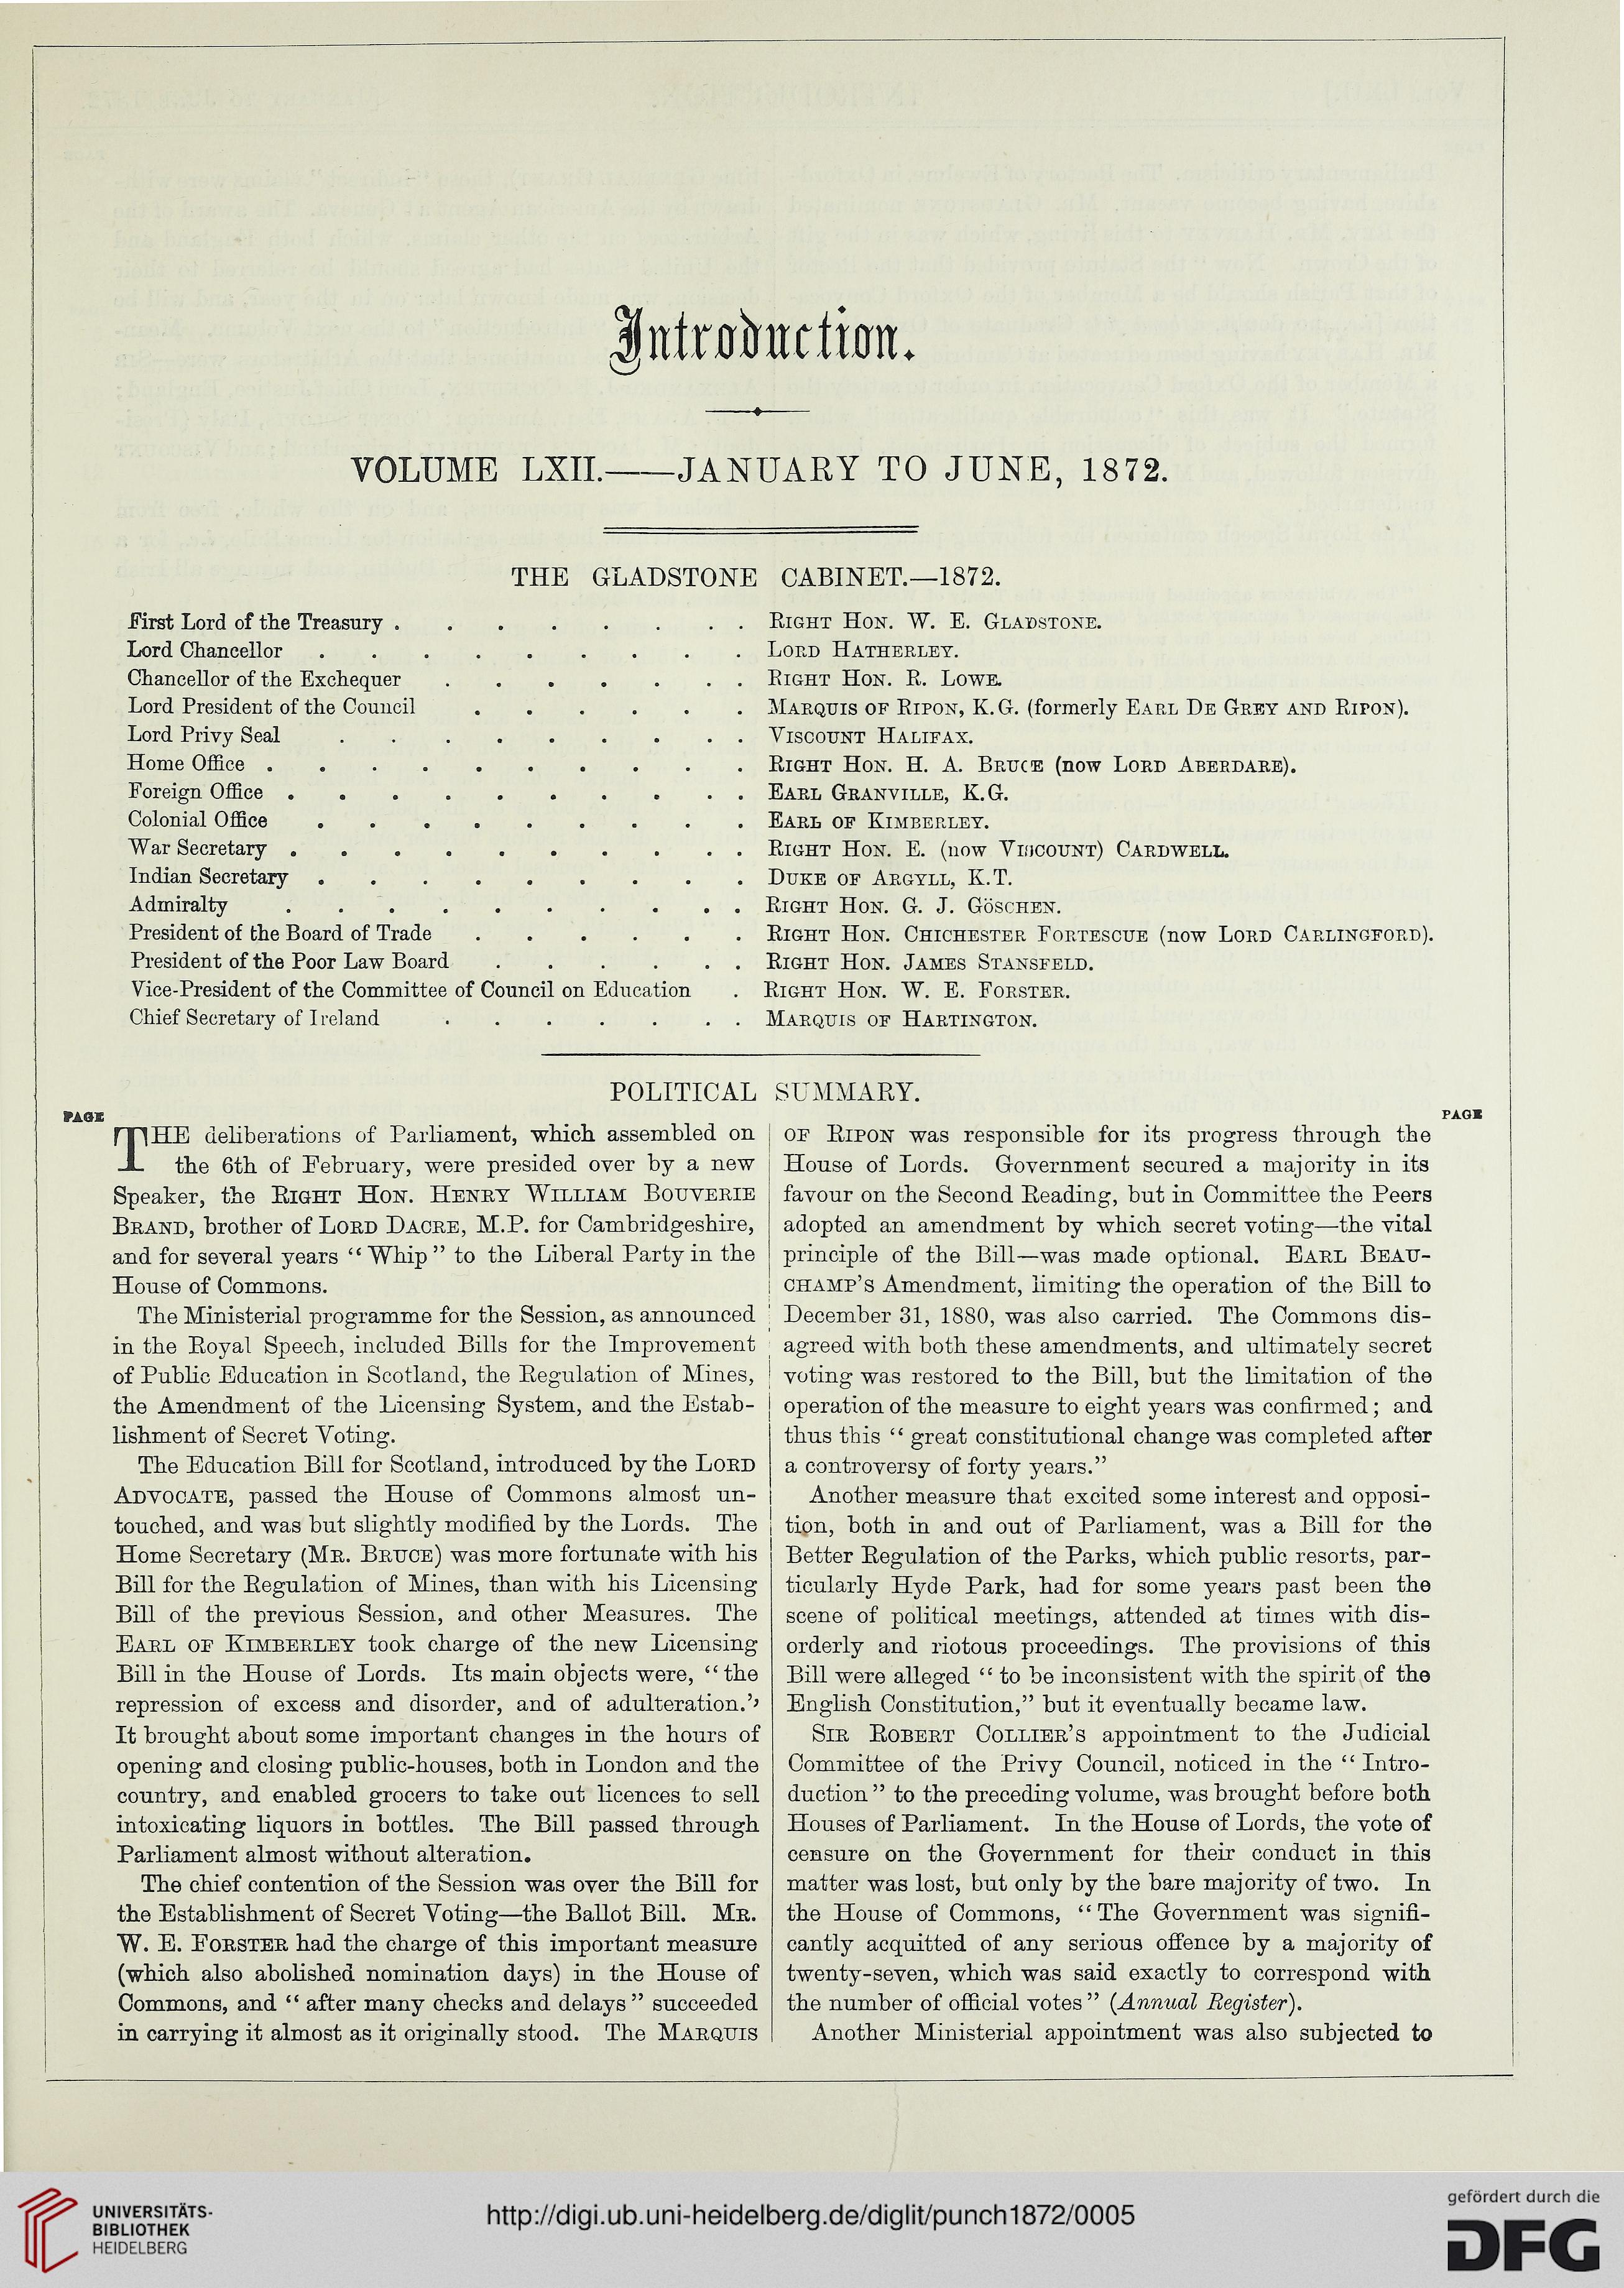 Introduction.
VOLUME LXII.——JANUARY TO JUNE, 1872.
THE GLADSTONE CABINET.—1872.
First Lord of the Treasury . . . . . . . . RIGHT HON. W. E. GLADSTONE.
Lord Chancellor . . . . . . . . . LORD HATHERLEY.
Chancellor of the Exchequer . . . . . . . RIGHT HON. R. LOWE.
Lord President of the Council . . . . . . MARQUIS OF RIPON, K.G. (formerly EARL DE GREY AND RIPON).
Lord Privy Seal . . . . . . . . . VISCOUNT HALIFAX.
Home Office . . . . . . . . . . RIGHT HON. H. A. BRUCE (now LORD ABERDARE).
Foreign Office . . . . . . . . . . EARL GRANVILLE, K.G.
Colonial Office . . . . . . . . . EARL OF KIMBERLEY.
War Secretary . . . . . . . . . . RIGHT HON. E. (now VISCOUNT) CARDWELL.
Indian Secretary . . . . . . . . . DUKE OF ARGYLL, K.T.
Admiralty . . . . . . . . . . RIGHT HON. G. J. GÖSCHEN.
President of the Board of Trade . . . . . . RIGHT HON. CHICHESTER FORTESCUE (now LORD CARLINGFORD).
President of the Poor Law Board . . . . . . RIGHT HON. JAMES STANSFELD.
Vice-President of the Committee of Council on Education . RIGHT HON. W. E. FORSTER.
Chief Secretary of Ireland . . . . . . . MARQUIS OF HARTINGTON.
POLITICAL SUMMARY.
PAGE
THE deliberations of Parliament, which assembled on
the 6th of February, were presided over by a new
Speaker, the RIGHT HON. HENRY WILLIAM BOUVERIE
BRAND, brother of LORD DACRE, M.P. for Cambridgeshire,
and for several years “Whip” to the Liberal Party in the
House of Commons.
The Ministerial programme for the Session, as announced
in the Royal Speech, included Bills for the Improvement
of Public Education in Scotland, the Regulation of Mines,
the Amendment of the Licensing System, and the Estab-
lishment of Secret Voting.
The Education Bill for Scotland, introduced by the LORD
ADVOCATE, passed the House of Commons almost un-
touched, and was but slightly modified by the Lords. The
Home Secretary (MR. BRUCE) was more fortunate with his
Bill for the Regulation of Mines, than with his Licensing
Bill of the previous Session, and other Measures. The
EARL OF KIMBERLEY took charge of the new Licensing
Bill in the House of Lords. Its main objects were, “the
repression of excess and disorder, and of adulteration.”
It brought about some important changes in the hours of
opening and closing public-houses, both in London and the
country, and enabled grocers to take out licences to sell
intoxicating liquors in bottles. The Bill passed through
Parliament almost without alteration.
The chief contention of the Session was over the Bill for
the Establishment of Secret Voting—the Ballot Bill. MR.
W. E. FORSTER had the charge of this important measure
(which also abolished nomination days) in the House of
Commons, and “after many checks and delays” succeeded
in carrying it almost as it originally stood. The MARQUIS
PAGE
OF RIPON was responsible for its progress through the
House of Lords. Government secured a majority in its
favour on the Second Reading, but in Committee the Peers
adopted an amendment by which secret voting—the vital
principle of the Bill—was made optional. EARL BEAU-
CHAMP'S Amendment, limiting the operation of the Bill to
December 31, 1880, was also carried. The Commons dis-
agreed with both these amendments, and ultimately secret
voting was restored to the Bill, but the limitation of the
operation of the measure to eight years was confirmed; and
thus this “great constitutional change was completed after
a controversy of forty years.”
Another measure that excited some interest and opposi-
tion, both in and out of Parliament, was a Bill for the
Better Regulation of the Parks, which public resorts, par-
ticularly Hyde Park, had for some years past been the
scene of political meetings, attended at times with dis-
orderly and riotous proceedings. The provisions of this
Bill were alleged “to be inconsistent with the spirit of the
English Constitution,” but it eventually became law.
SIR ROBERT COLLIER'S appointment to the Judicial
Committee of the Privy Council, noticed in the “Intro-
duction” to the preceding volume, was brought before both
Houses of Parliament. In the House of Lords, the vote of
censure on the Government for their conduct in this
matter was lost, but only by the bare majority of two. In
the House of Commons, “The Government was signifi-
cantly acquitted of any serious offence by a majority of
twenty-seven, which was said exactly to correspond with
the number of official votes” (Annual Register).
Another Ministerial appointment was also subjected to
UNIVERSITÄTS-
BIBLIOTHEK
HEIDELBERG
http://digi.ub.uni-heidelberg.de/diglit/punch1872/0005
gefördert durch die
DFG